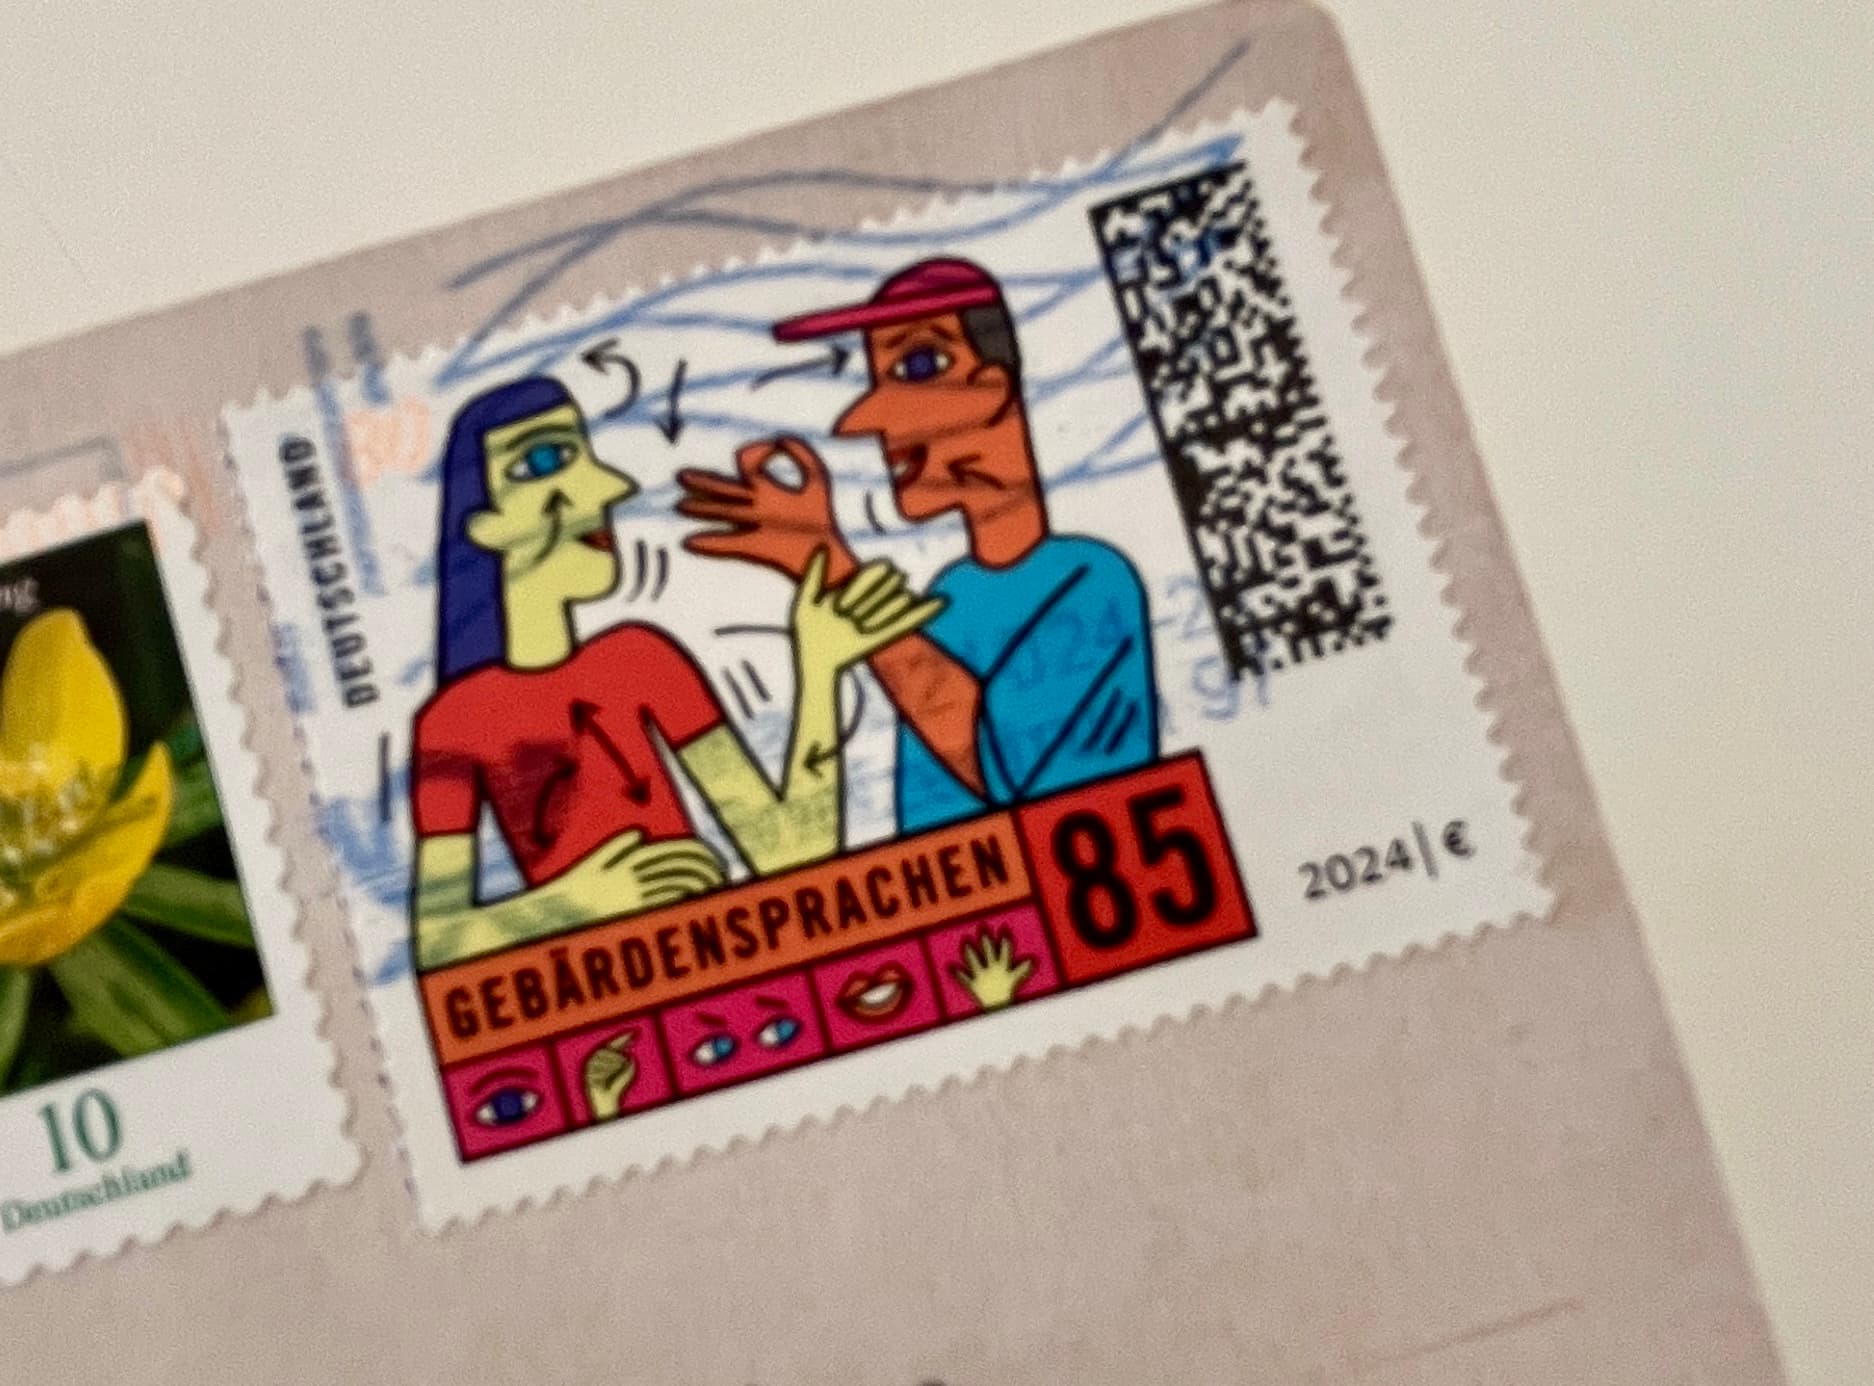 DEUTSCHLAND
GEBÄRDENSPRACHEN
85
2024|€
10
Deutschland